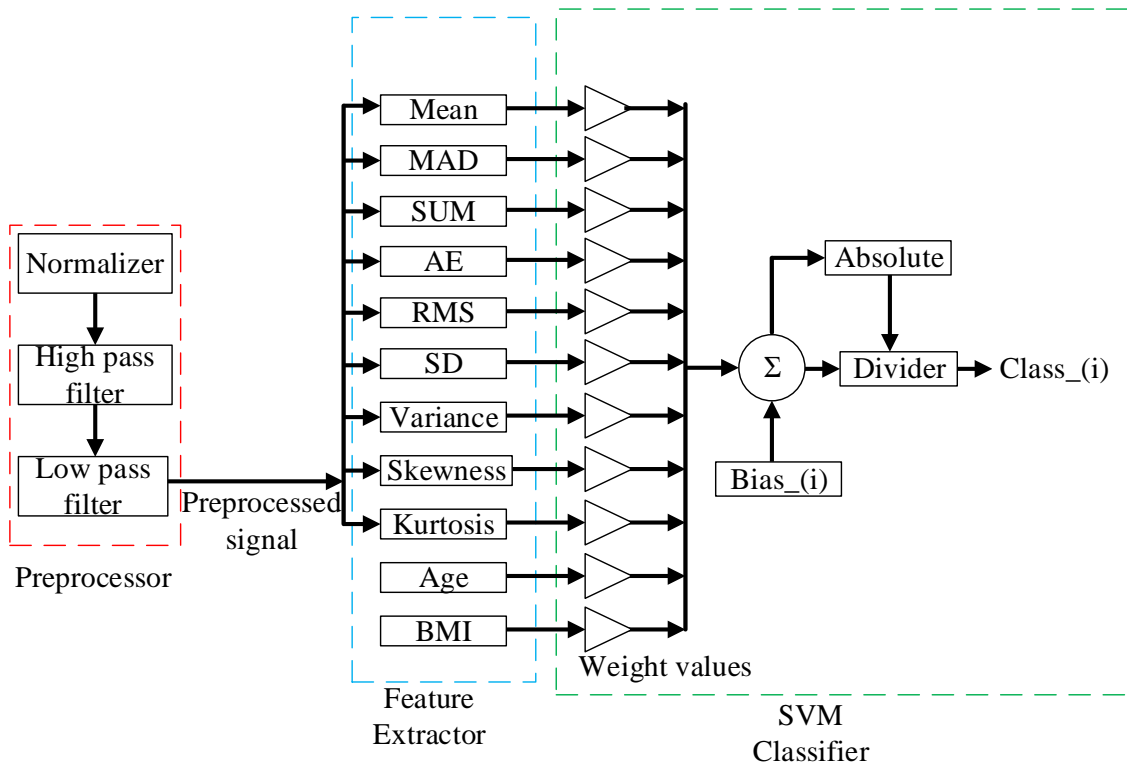 Normalizer
High pass
filter
Low pass
filter
Preprocessor
Preprocessed
signal
Mean
MAD
SUM
AE
RMS
SD
Variance
Skewness
Kurtosis
Age
BMI
Feature
Extractor
Weight values
Σ
Bias_(i)
Absolute
Divider
Class_(i)
SVM
Classifier